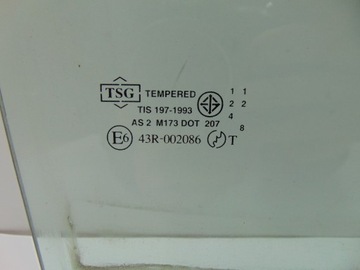 TSG TEMPERED 1 1
TIS 197-1993 2 2
AS 2 M173 DOT 207 4
E6 43R-002086 T 8